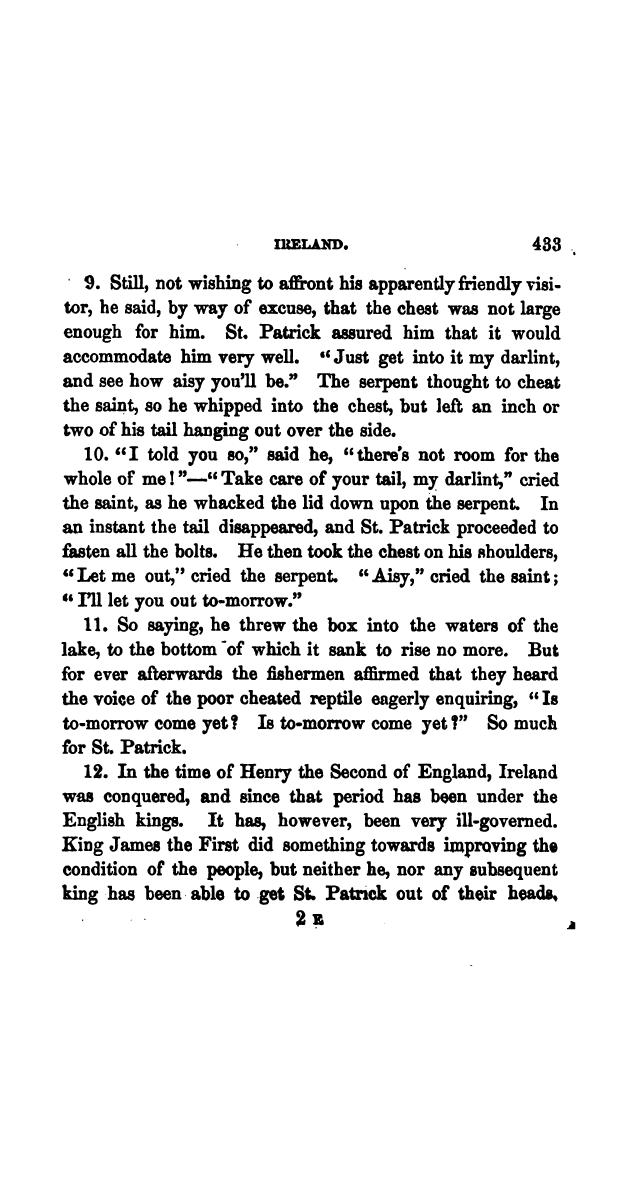 IRELAND. 433
9. Still, not wishing to affront his apparently friendly visi-
tor, he said, by way of excuse, that the chest was not large
enough for him. St. Patrick assured him that it would
accommodate him very well. “Just get into it my darlint,
and see how aisy you’ll be.” The serpent thought to cheat
the saint, so he whipped into the chest, but left an inch or
two of his tail hanging out over the side.
10. “I told you so,” said he, “there’s not room for the
whole of me!”—“Take care of your tail, my darlint,” cried
the saint, as he whacked the lid down upon the serpent. In
an instant the tail disappeared, and St. Patrick proceeded to
fasten all the bolts. He then took the chest on his shoulders,
“Let me out,” cried the serpent. “Aisy,” cried the saint;
“I’ll let you out to-morrow.”
11. So saying, he threw the box into the waters of the
lake, to the bottom of which it sank to rise no more. But
for ever afterwards the fishermen affirmed that they heard
the voice of the poor cheated reptile eagerly enquiring, “Is
to-morrow come yet? Is to-morrow come yet?” So much
for St. Patrick.
12. In the time of Henry the Second of England, Ireland
was conquered, and since that period has been under the
English kings. It has, however, been very ill-governed.
King James the First did something towards improving the
condition of the people, but neither he, nor any subsequent
king has been able to get St. Patrick out of their heads,
2 E